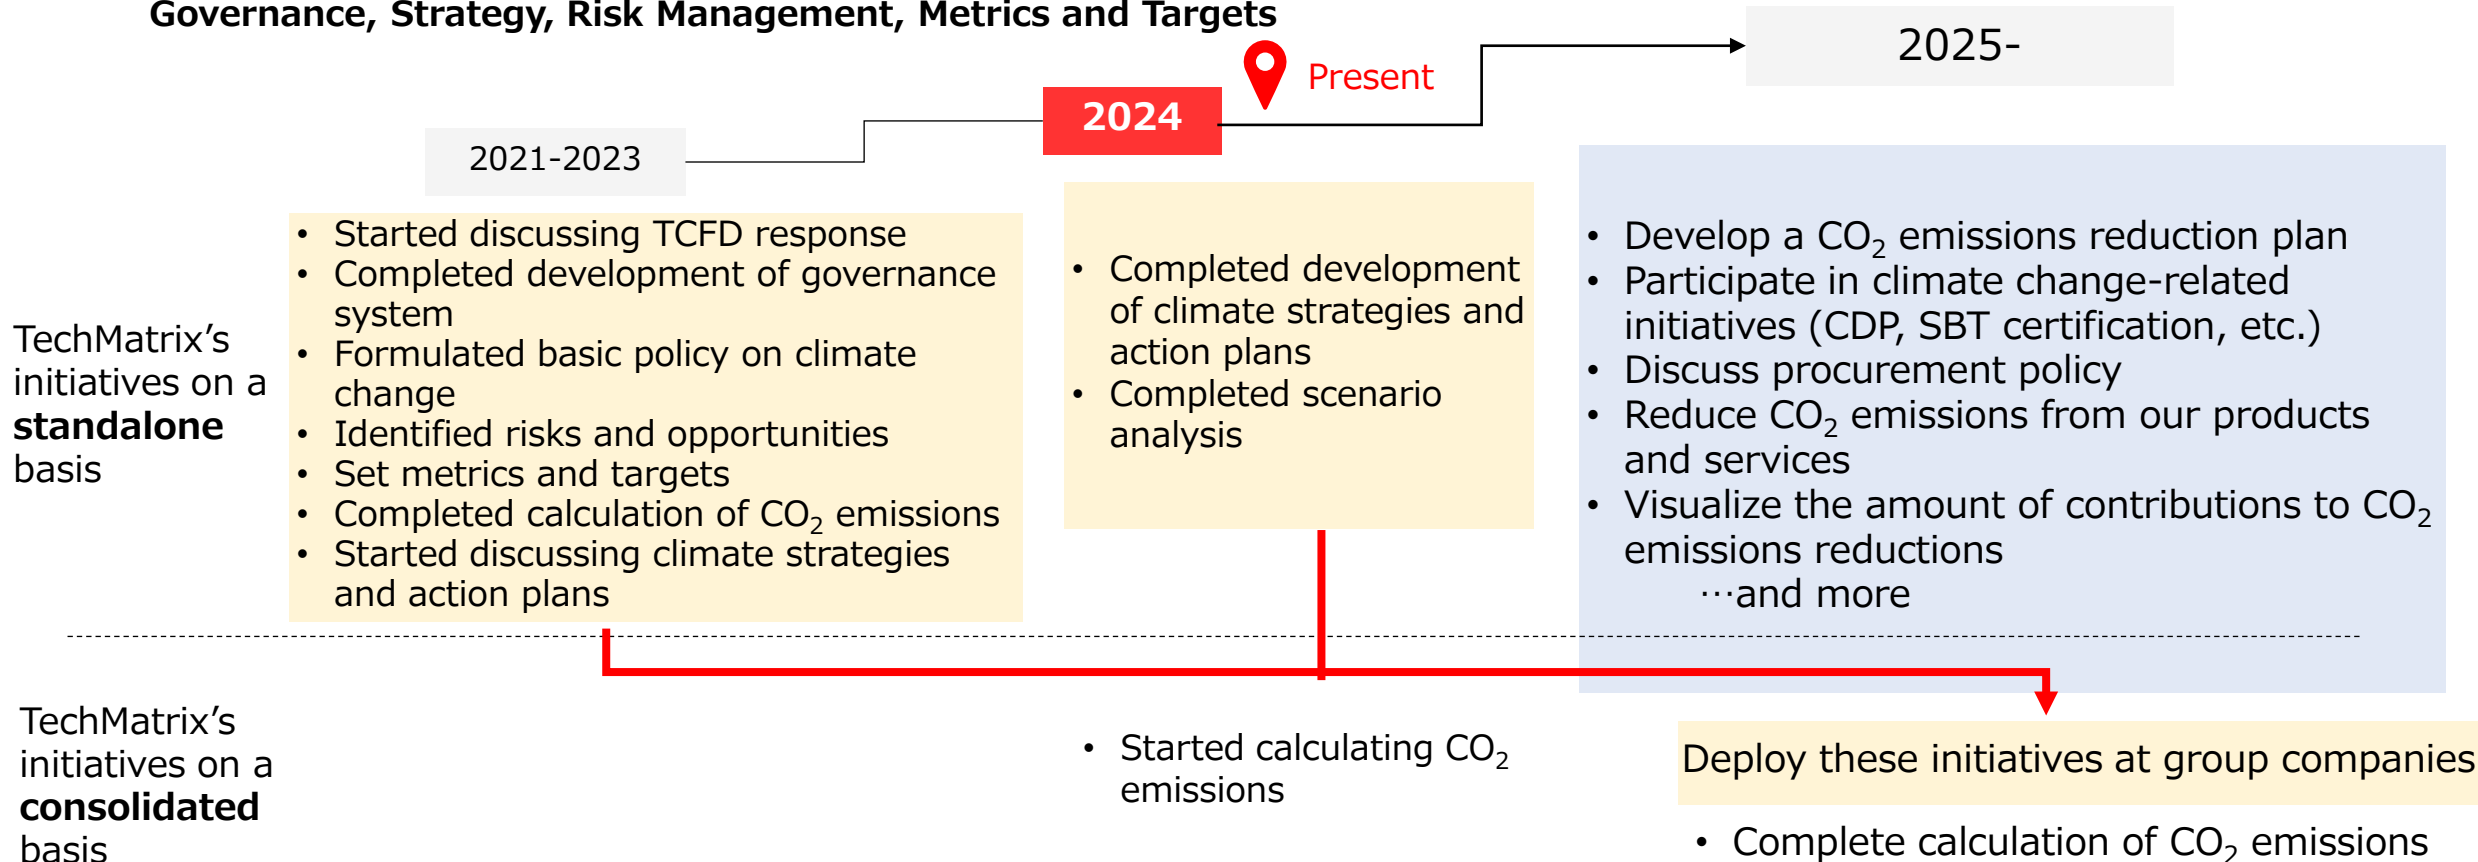 Governance, Strategy, Risk Management, Metrics and Targets
2025-
Present
2024
2021-2023
TechMatrix’s
initiatives on a
standalone
basis
• Started discussing TCFD response
• Completed development of governance
system
• Formulated basic policy on climate
change
• Identified risks and opportunities
• Set metrics and targets
• Completed calculation of CO₂ emissions
• Started discussing climate strategies
and action plans
• Completed development
of climate strategies and
action plans
• Completed scenario
analysis
• Develop a CO₂ emissions reduction plan
• Participate in climate change-related
initiatives (CDP, SBT certification, etc.)
• Discuss procurement policy
• Reduce CO₂ emissions from our products
and services
• Visualize the amount of contributions to CO₂
emissions reductions
…and more
TechMatrix’s
initiatives on a
consolidated
basis
• Started calculating CO₂
emissions
Deploy these initiatives at group companies
• Complete calculation of CO₂ emissions